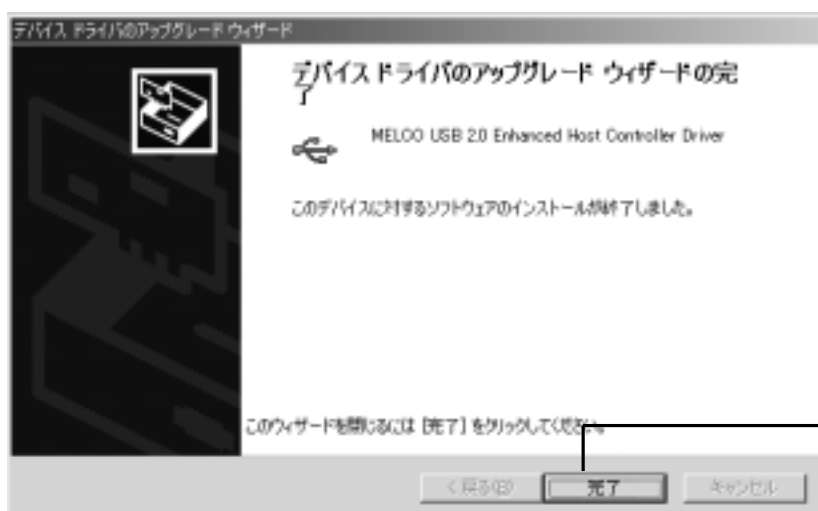 デバイス ドライバのアップグレード ウィザード
デバイス ドライバのアップグレード ウィザードの完
了
MELCO USB 2.0 Enhanced Host Controller Driver
このデバイスに対するソフトウェアのインストールが終了しました。
このウィザードを閉じるには [完了] をクリックしてください。
< 戻る(B)
完了
キャンセル